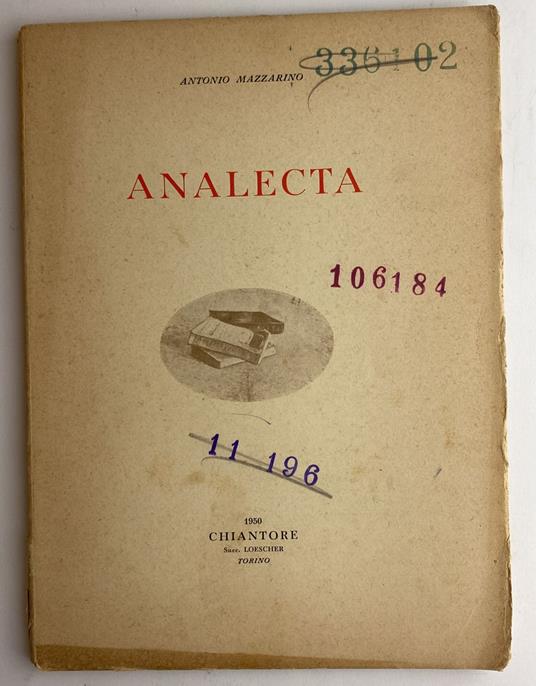 336102
ANTONIO MAZZARINO
ANALECTA
106184
11 196
1950
CHIANTORE
Succ. LOESCHER
TORINO